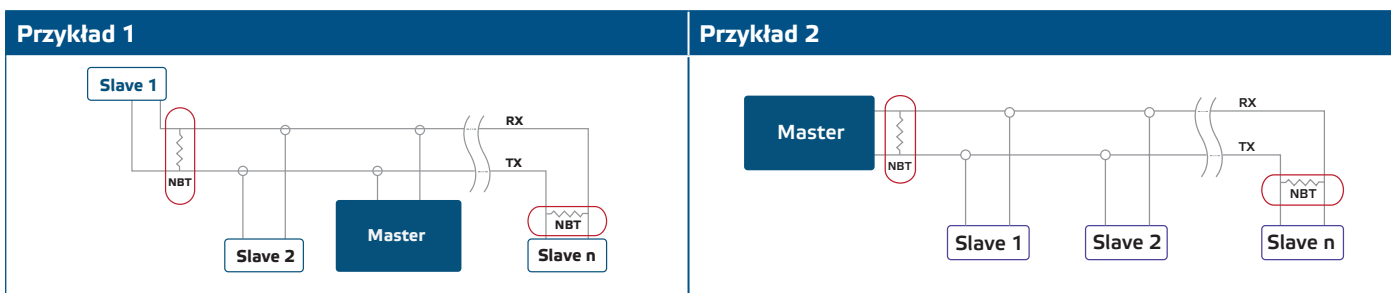 Przykład 1
Slave 1
RX
TX
NBT
NBT
Slave 2
Master
Slave n
Przykład 2
Master
RX
TX
NBT
NBT
Slave 1
Slave 2
Slave n